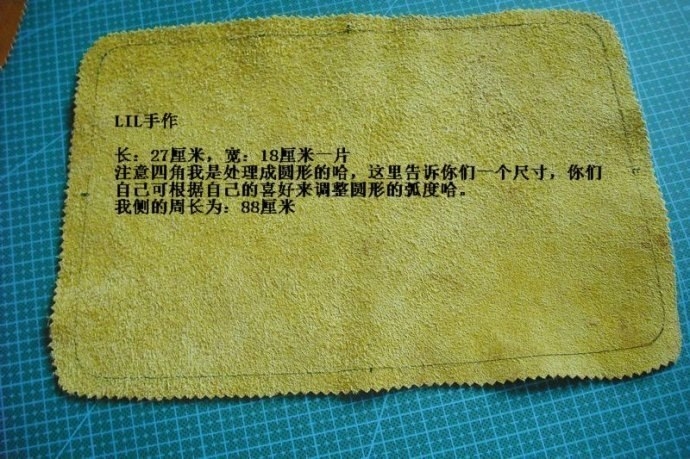 LIL手作
长：27厘米，宽：18厘米一片
注意四角我是处理成圆形的哈，这里告诉你们一个尺寸，你们
自己可根据自己的喜好来调整圆形的弧度哈。
我侧的周长为：88厘米